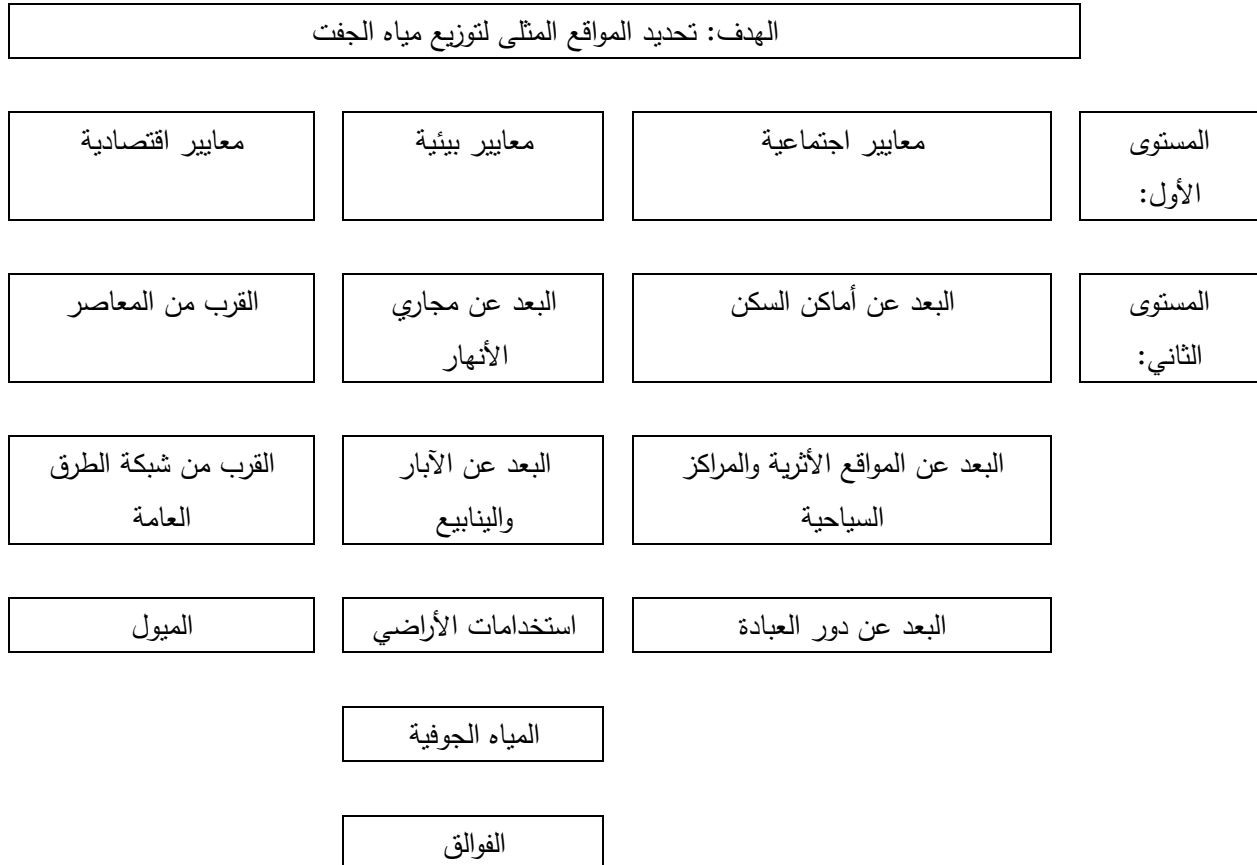 الهدف: تحديد المواقع المثلى لتوزيع مياه الجفت
المستوى
الأول:
معايير اجتماعية
معايير بيئية
معايير اقتصادية
المستوى
الثاني:
البعد عن أماكن السكن
البعد عن مجاري
الأنهار
القرب من المعاصر
البعد عن المواقع الأثرية والمراكز
السياحية
البعد عن الآبار
والينابيع
القرب من شبكة الطرق
العامة
البعد عن دور العبادة
استخدامات الأراضي
الميول
المياه الجوفية
الفوالق